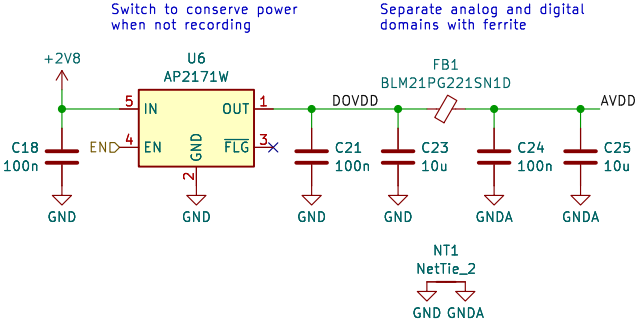 Switch to conserve power
when not recording
Separate analog and digital
domains with ferrite
+2V8
U6
AP2171W
FB1
BLM21PG221SN1D
5
IN
OUT
1
DOVDD
AVDD
END
4
EN
GND
FLG
3
2
C18
100n
C21
100n
C23
10u
C24
100n
C25
10u
GND
GND
GND
GND
GNDA
GNDA
NT1
NetTie_2
GND
GNDA